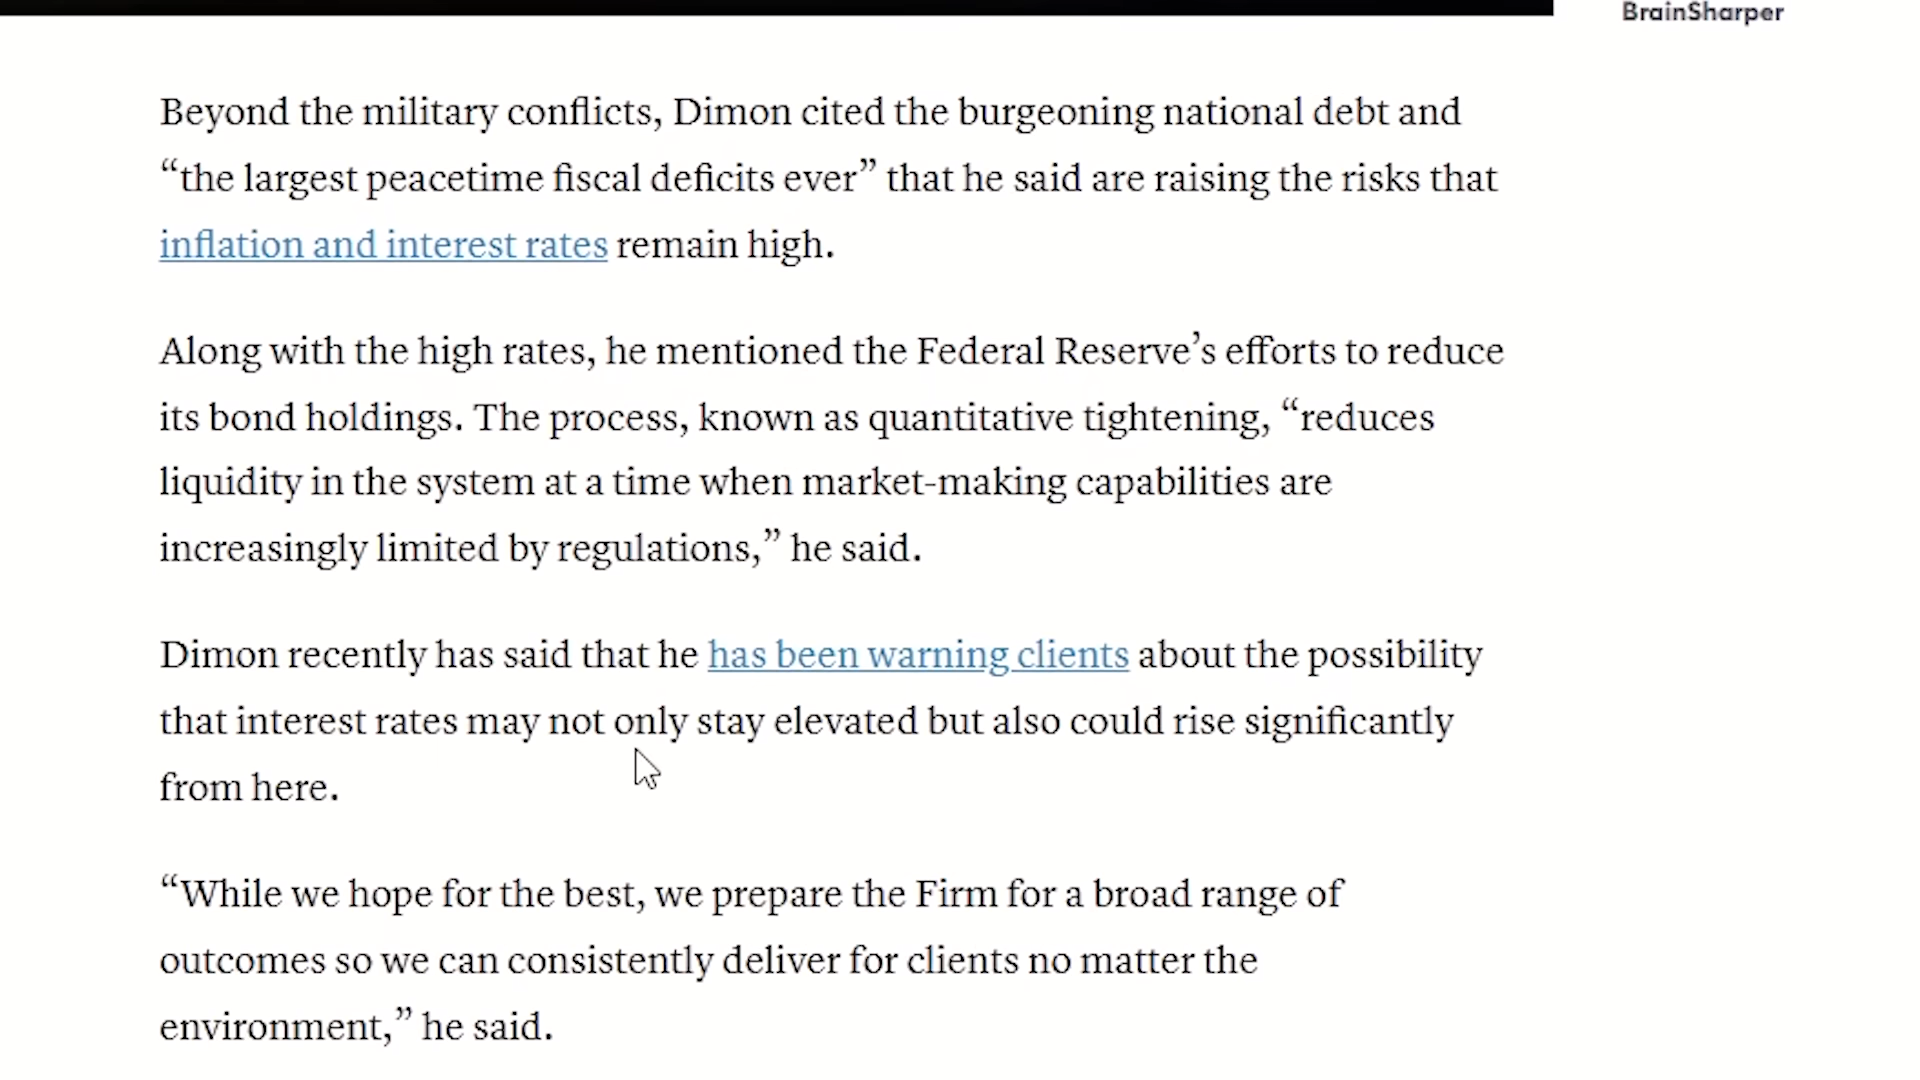 BrainSharper
Beyond the military conflicts, Dimon cited the burgeoning national debt and
“the largest peacetime fiscal deficits ever” that he said are raising the risks that
inflation and interest rates remain high.
Along with the high rates, he mentioned the Federal Reserve’s efforts to reduce
its bond holdings. The process, known as quantitative tightening, “reduces
liquidity in the system at a time when market-making capabilities are
increasingly limited by regulations,” he said.
Dimon recently has said that he has been warning clients about the possibility
that interest rates may not only stay elevated but also could rise significantly
from here.
“While we hope for the best, we prepare the Firm for a broad range of
outcomes so we can consistently deliver for clients no matter the
environment,” he said.